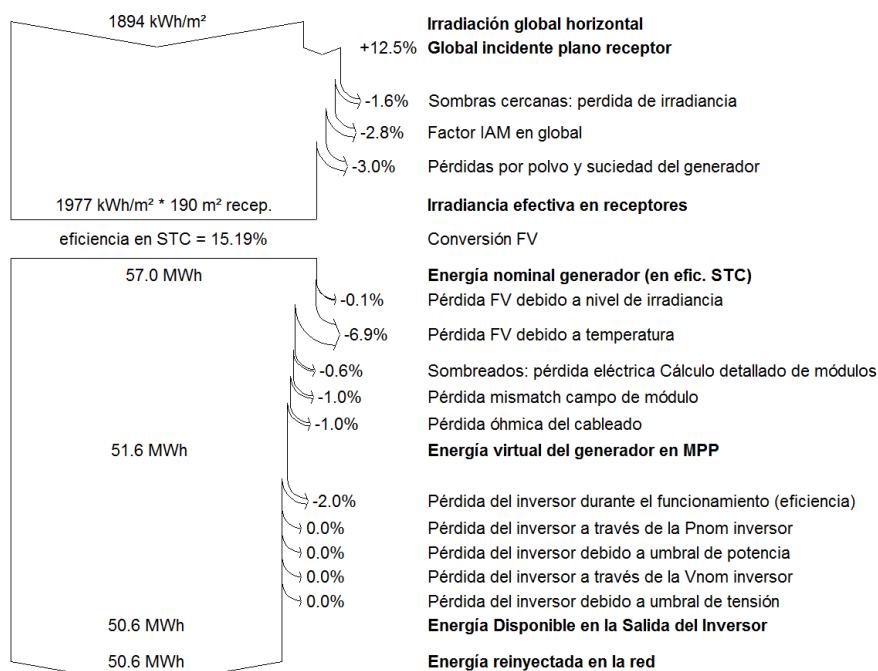 1894 kWh/m² Irradiación global horizontal
+12.5% Global incidente plano receptor
-1.6% Sombras cercanas: perdida de irradiancia
-2.8% Factor IAM en global
-3.0% Pérdidas por polvo y suciedad del generador
1977 kWh/m² * 190 m² recep. Irradiancia efectiva en receptores
eficiencia en STC = 15.19% Conversión FV
57.0 MWh Energía nominal generador (en efic. STC)
-0.1% Pérdida FV debido a nivel de irradiancia
-6.9% Pérdida FV debido a temperatura
-0.6% Sombreados: pérdida eléctrica Cálculo detallado de módulos
-1.0% Pérdida mismatch campo de módulo
-1.0% Pérdida óhmica del cableado
51.6 MWh Energía virtual del generador en MPP
-2.0% Pérdida del inversor durante el funcionamiento (eficiencia)
0.0% Pérdida del inversor a través de la Pnom inversor
0.0% Pérdida del inversor debido a umbral de potencia
0.0% Pérdida del inversor a través de la Vnom inversor
0.0% Pérdida del inversor debido a umbral de tensión
50.6 MWh Energía Disponible en la Salida del Inversor
50.6 MWh Energía reinyectada en la red